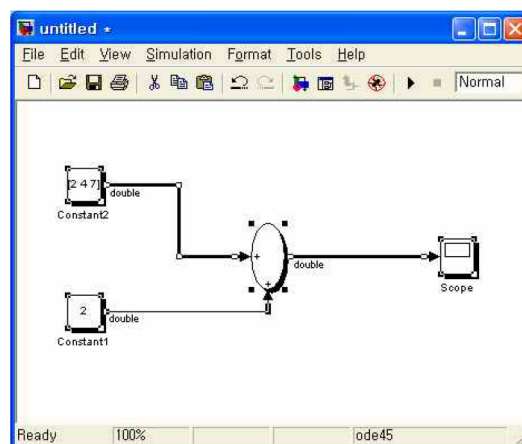 untitled *
File Edit View Simulation Format Tools Help
Normal
[2 4 7]
double
Constant2
+
+
double
Scope
2
double
Constant1
Ready 100% ode45